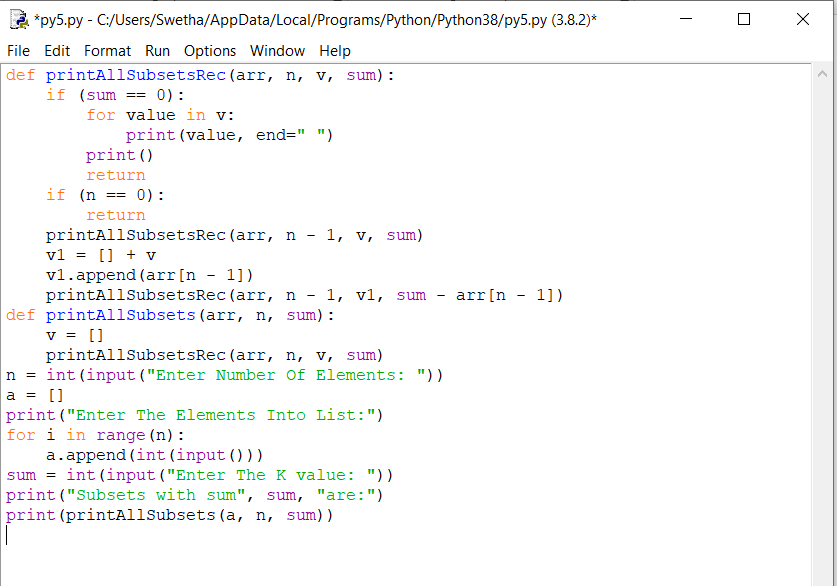 *py5.py - C:/Users/Swetha/AppData/Local/Programs/Python/Python38/py5.py (3.8.2)*
File Edit Format Run Options Window Help
def printAllSubsetsRec(arr, n, v, sum):
    if (sum == 0):
        for value in v:
            print(value, end=" ")
        print()
        return
    if (n == 0):
        return
    printAllSubsetsRec(arr, n - 1, v, sum)
    v1 = [] + v
    v1.append(arr[n - 1])
    printAllSubsetsRec(arr, n - 1, v1, sum - arr[n - 1])
def printAllSubsets(arr, n, sum):
    v = []
    printAllSubsetsRec(arr, n, v, sum)
n = int(input("Enter Number Of Elements: "))
a = []
print("Enter The Elements Into List:")
for i in range(n):
    a.append(int(input()))
sum = int(input("Enter The K value: "))
print("Subsets with sum", sum, "are:")
print(printAllSubsets(a, n, sum))